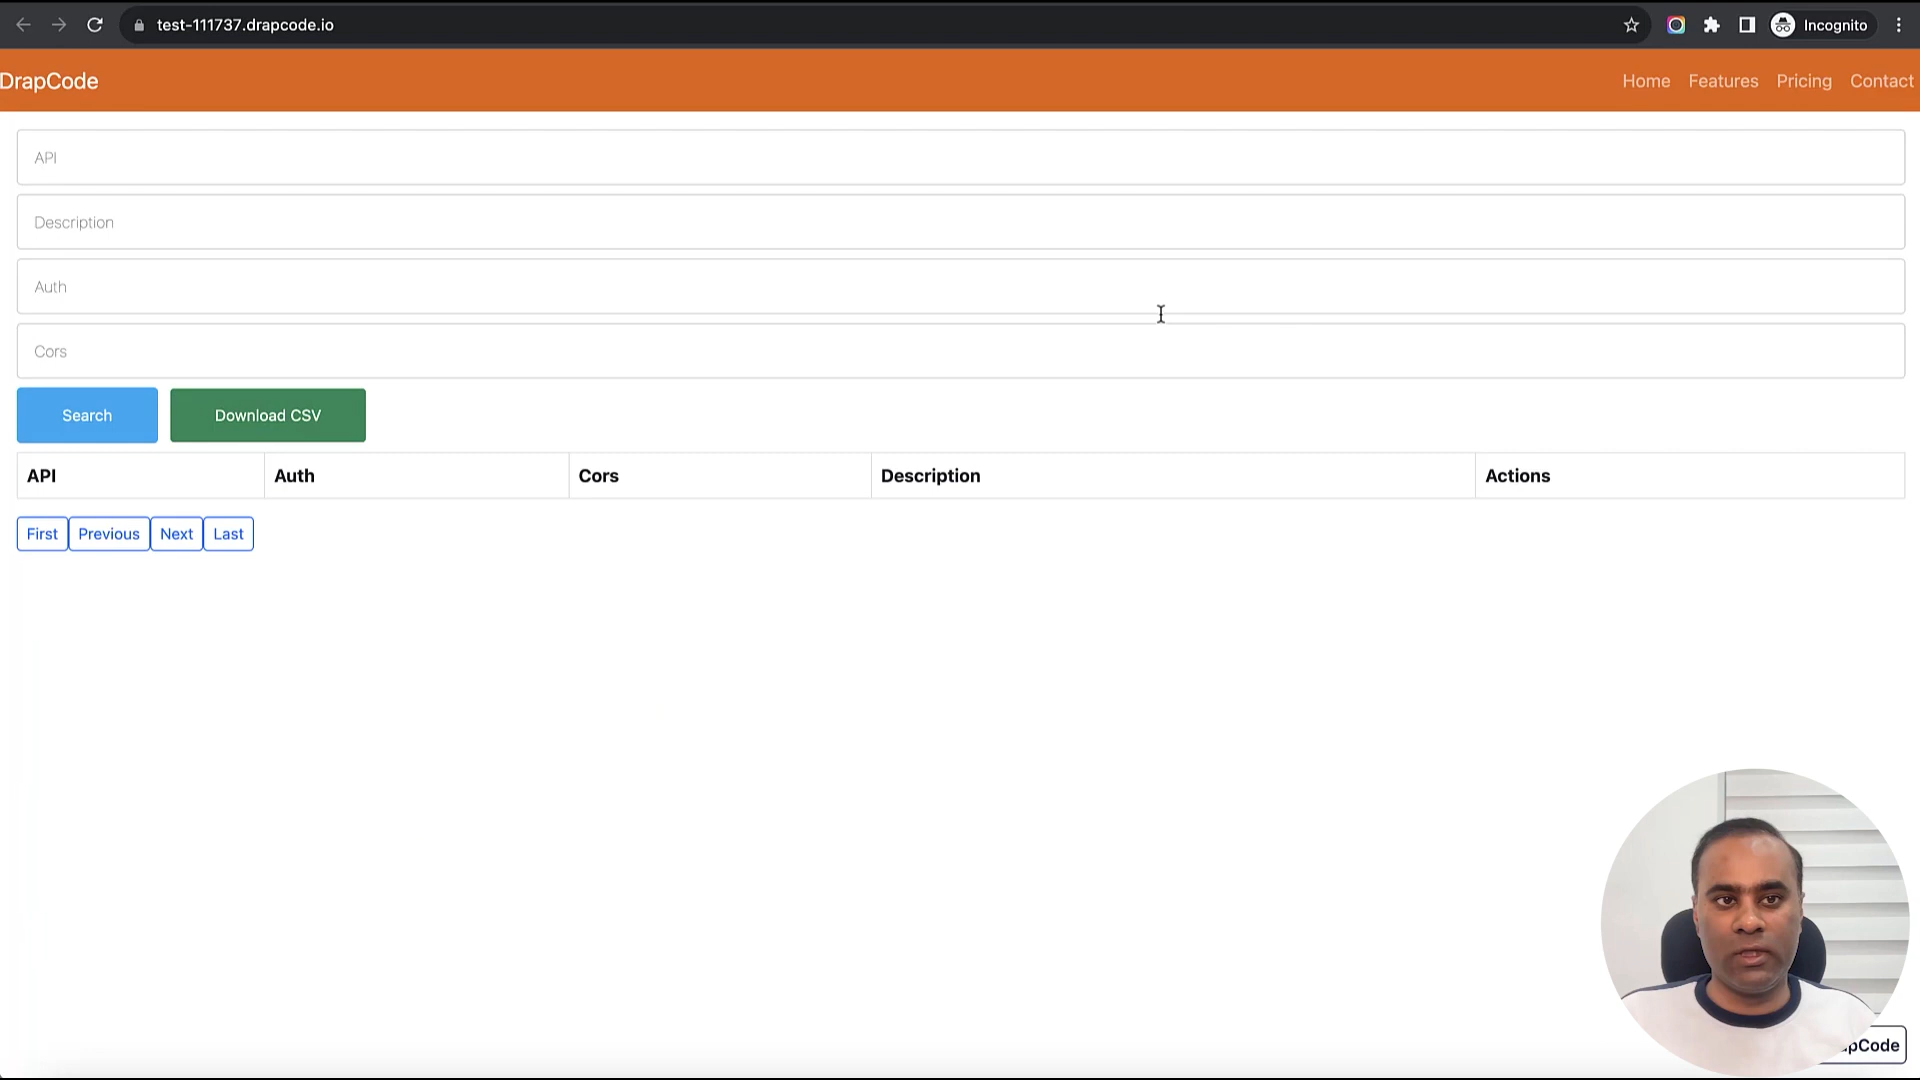 test-111737.drapcode.io
Incognito
DrapCode
Home Features Pricing Contact
API
Description
Auth
Cors
Search Download CSV
API Auth Cors Description Actions
First Previous Next Last